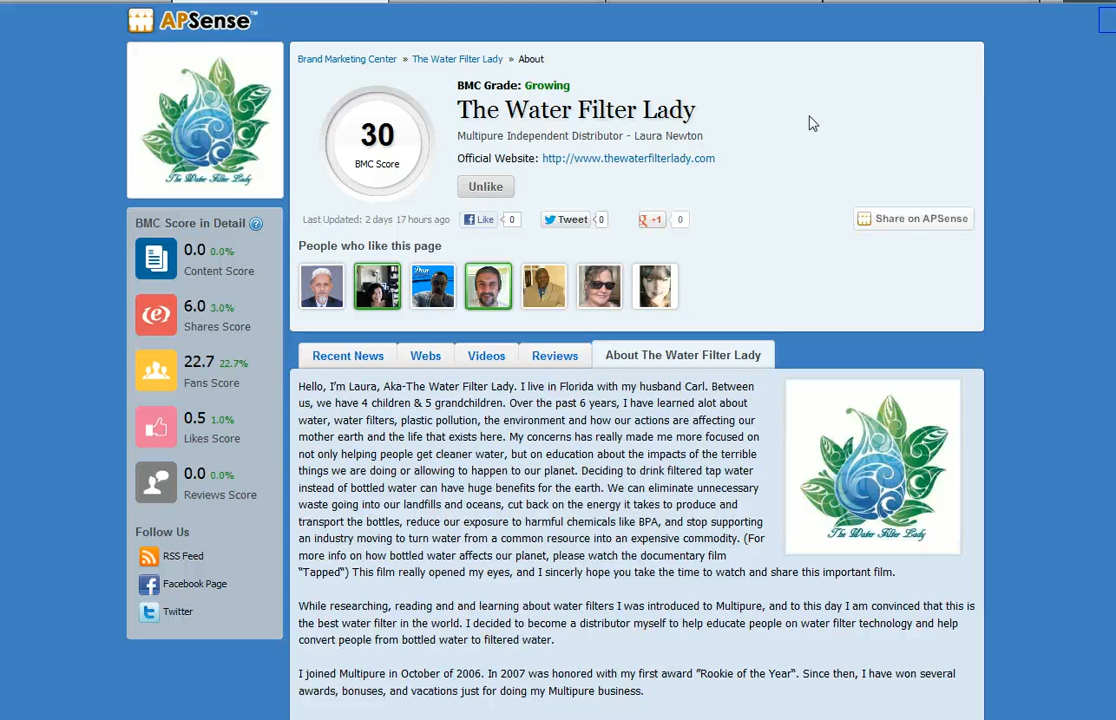 APSense™
The Water Filter Lady
BMC Score in Detail ?
0.0 0.0%
Content Score
6.0 3.0%
Shares Score
22.7 22.7%
Fans Score
0.5 1.0%
Likes Score
0.0 0.0%
Reviews Score
Follow Us
RSS Feed
Facebook Page
Twitter
Brand Marketing Center » The Water Filter Lady » About
30
BMC Score
BMC Grade: Growing
The Water Filter Lady
Multipure Independent Distributor - Laura Newton
Official Website: http://www.thewaterfilterlady.com
Unlike
Last Updated: 2 days 17 hours ago Like 0 Tweet 0 +1 0 Share on APSense
People who like this page
Recent News Webs Videos Reviews About The Water Filter Lady
Hello, I'm Laura, Aka-The Water Filter Lady. I live in Florida with my husband Carl. Between
us, we have 4 children & 5 grandchildren. Over the past 6 years, I have learned alot about
water, water filters, plastic pollution, the environment and how our actions are affecting our
mother earth and the life that exists here. My concerns has really made me more focused on
not only helping people get cleaner water, but on education about the impacts of the terrible
things we are doing or allowing to happen to our planet. Deciding to drink filtered tap water
instead of bottled water can have huge benefits for the earth. We can eliminate unnecessary
waste going into our landfills and oceans, cut back on the energy it takes to produce and
transport the bottles, reduce our exposure to harmful chemicals like BPA, and stop supporting
an industry moving to turn water from a common resource into an expensive commodity. (For
more info on how bottled water affects our planet, please watch the documentary film
"Tapped") This film really opened my eyes, and I sincerly hope you take the time to watch and share this important film.
The Water Filter Lady
While researching, reading and and learning about water filters I was introduced to Multipure, and to this day I am convinced that this is
the best water filter in the world. I decided to become a distributor myself to help educate people on water filter technology and help
convert people from bottled water to filtered water.
I joined Multipure in October of 2006. In 2007 was honored with my first award "Rookie of the Year". Since then, I have won several
awards, bonuses, and vacations just for doing my Multipure business.